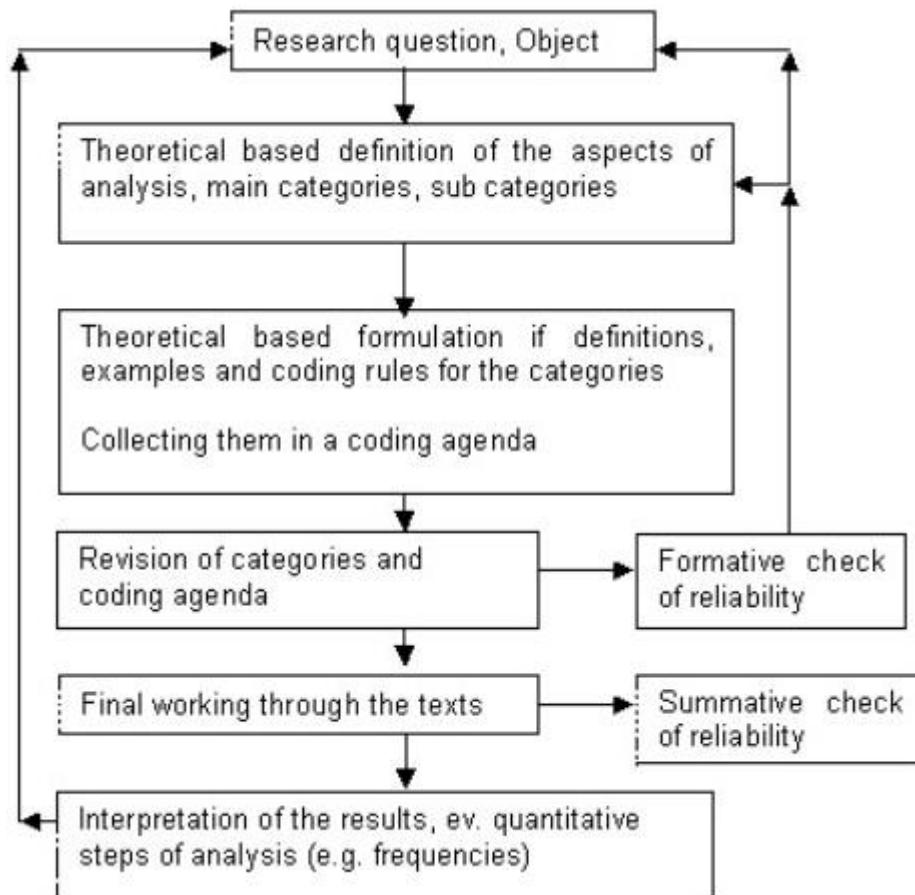 Research question, Object
Theoretical based definition of the aspects of
analysis, main categories, sub categories
Theoretical based formulation if definitions,
examples and coding rules for the categories
Collecting them in a coding agenda
Revision of categories and
coding agenda
Formative check
of reliability
Final working through the texts
Summative check
of reliability
Interpretation of the results, ev. quantitative
steps of analysis (e.g. frequencies)